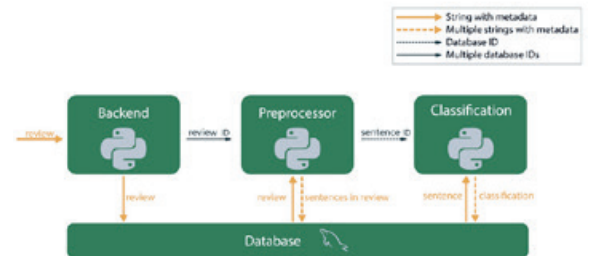 String with metadata
Multiple strings with metadata
Database ID
Multiple database IDs
Backend
Preprocessor
Classification
review
review ID
sentence ID
review
review
sentences in review
sentence
classification
Database